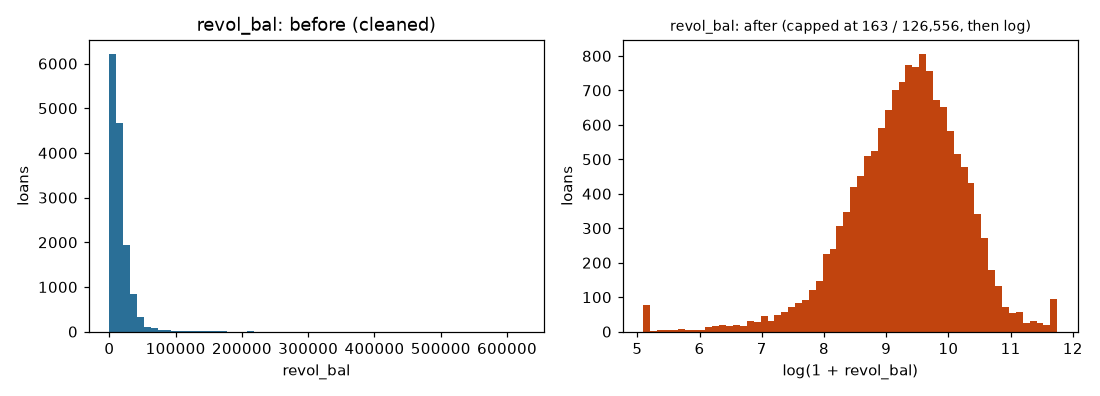 revol_bal: before (cleaned)
6000
5000
4000
3000
2000
1000
0
loans
0 100000 200000 300000 400000 500000 600000
revol_bal
revol_bal: after (capped at 163 / 126,556, then log)
800
700
600
500
400
300
200
100
0
loans
5 6 7 8 9 10 11 12
log(1 + revol_bal)